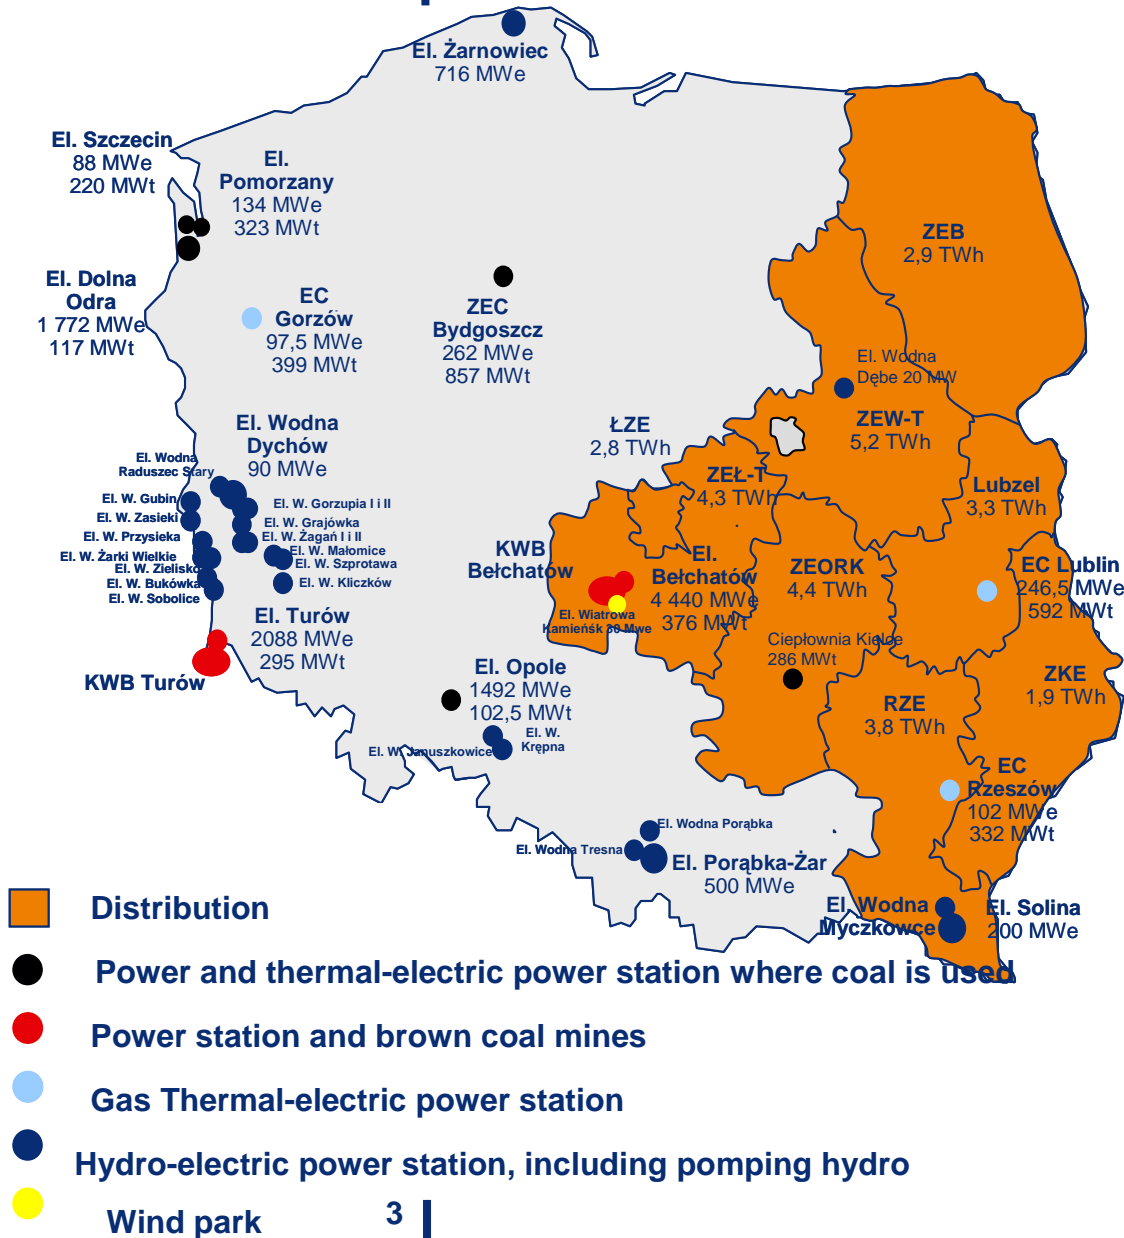 El. Żarnowiec
716 MWe
El. Szczecin
88 MWe
220 MWt
El.
Pomorzany
134 MWe
323 MWt
ZEB
2,9 TWh
El. Dolna
Odra
1 772 MWe
117 MWt
EC
Gorzów
97,5 MWe
399 MWt
ZEC
Bydgoszcz
262 MWe
857 MWt
El. Wodna
Dębe 20 MW
El. Wodna
Dychów
90 MWe
ŁZE
2,8 TWh
ZEW-T
5,2 TWh
El. Wodna
Raduszec Stary
ZEŁ-T
4,3 TWh
Lubzel
3,3 TWh
El. W. Gubin
El. W. Zasieki
El. W. Przysieka
El. W. Żarki Wielkie
El. W. Zielisko
El. W. Bukówka
El. W. Sobolice
El. W. Gorzupia I i II
El. W. Grajówka
El. W. Żagań I i II
El. W. Małomice
El. W. Szprotawa
El. W. Kliczków
KWB
Bełchatów
El.
Bełchatów
4 440 MWe
376 MWt
El. Wiatrowa
Kamieńsk 30 Mwe
ZEORK
4,4 TWh
EC Lublin
246,5 MWe
592 MWt
El. Turów
2088 MWe
295 MWt
KWB Turów
Ciepłownia Kielce
286 MWt
El. Opole
1492 MWe
102,5 MWt
El. W.
Krępna
El. W. Januszkowice
RZE
3,8 TWh
ZKE
1,9 TWh
EC
Rzeszów
102 MWe
332 MWt
El. Wodna Porąbka
El. Wodna Tresna
El. Porąbka-Żar
500 MWe
El. Wodna
Myczkowce
El. Solina
200 MWe
Distribution
Power and thermal-electric power station where coal is used
Power station and brown coal mines
Gas Thermal-electric power station
Hydro-electric power station, including pomping hydro
Wind park
3